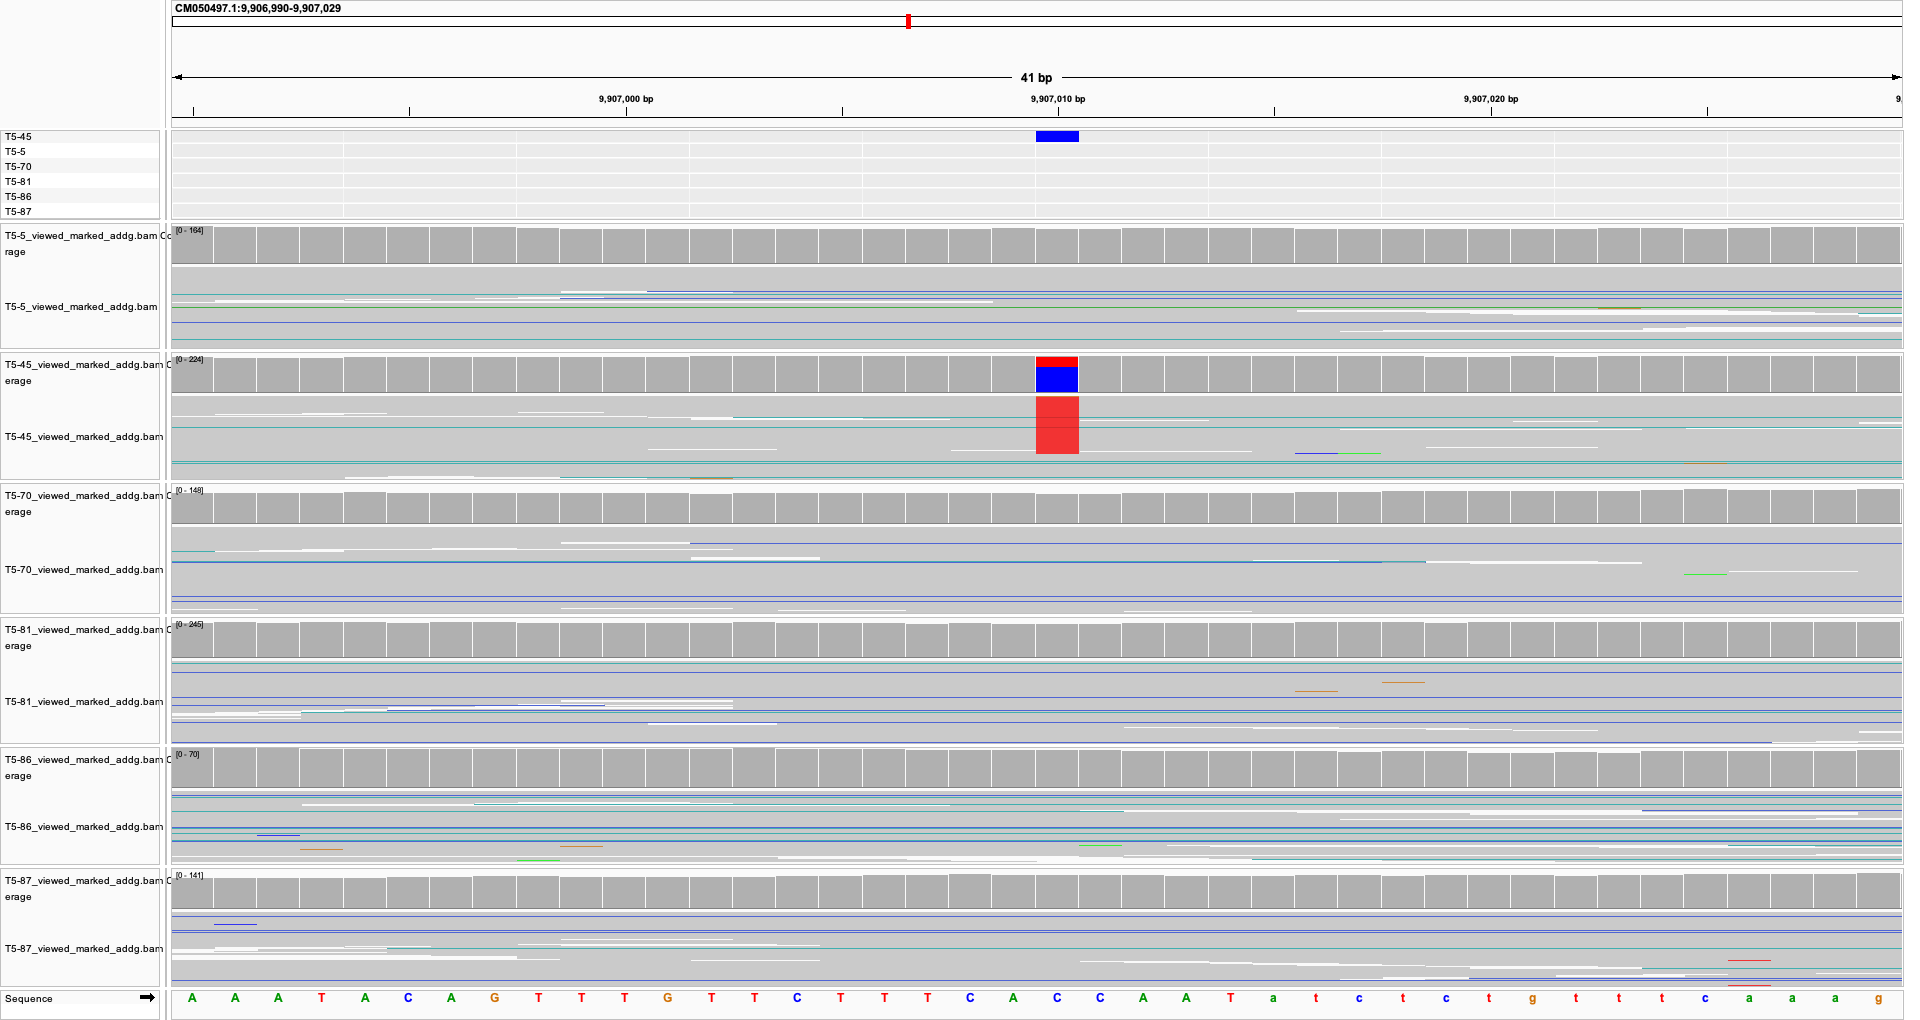 CM050497.1:9,906,990-9,907,029
41 bp
9,907,000 bp
9,907,010 bp
9,907,020 bp
9,
T5-45
T5-5
T5-70
T5-81
T5-86
T5-87
T5-5_viewed_marked_addg.bam Co
rage
[0 - 164]
T5-5_viewed_marked_addg.bam
T5-45_viewed_marked_addg.bam C
erage
[0 - 224]
T5-45_viewed_marked_addg.bam
T5-70_viewed_marked_addg.bam C
erage
[0 - 148]
T5-70_viewed_marked_addg.bam
T5-81_viewed_marked_addg.bam C
erage
[0 - 245]
T5-81_viewed_marked_addg.bam
T5-86_viewed_marked_addg.bam C
erage
[0 - 70]
T5-86_viewed_marked_addg.bam
T5-87_viewed_marked_addg.bam C
erage
[0 - 141]
T5-87_viewed_marked_addg.bam
Sequence A A A T A C A G T T T G T T C T T T C A C C A A T a t c t c t g t t t c a a a g